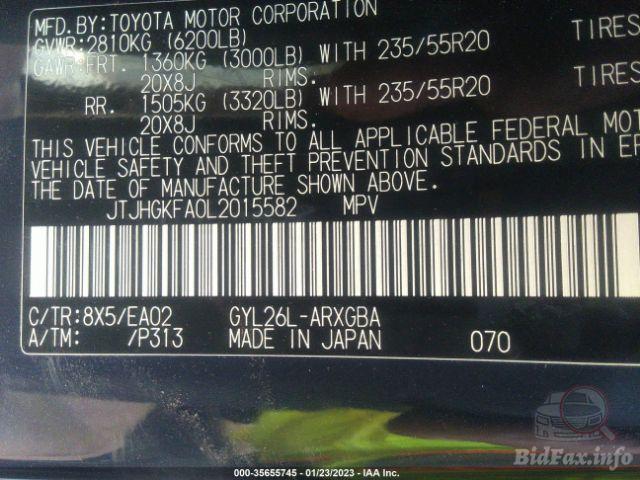 MFD.BY:TOYOTA MOTOR CORPORATION
GVWR:2810KG (6200LB)
GAWR:FRT. 1360KG (3000LB) WITH 235/55R20 TIRES
20X8J RIMS:
RR. 1505KG (3320LB) WITH 235/55R20 TIRES
20X8J RIMS:
THIS VEHICLE CONFORMS TO ALL APPLICABLE FEDERAL MOT
VEHICLE SAFETY AND THEFT PREVENTION STANDARDS IN EF
THE DATE OF MANUFACTURE SHOWN ABOVE.
JTJHGKFA0L2015582 MPV
C/TR:8X5/EA02 GYL26L-ARXGBA
A/TM: /P313 MADE IN JAPAN 070
BidFax.info
000-35655745 - 01/23/2023 - IAA Inc.